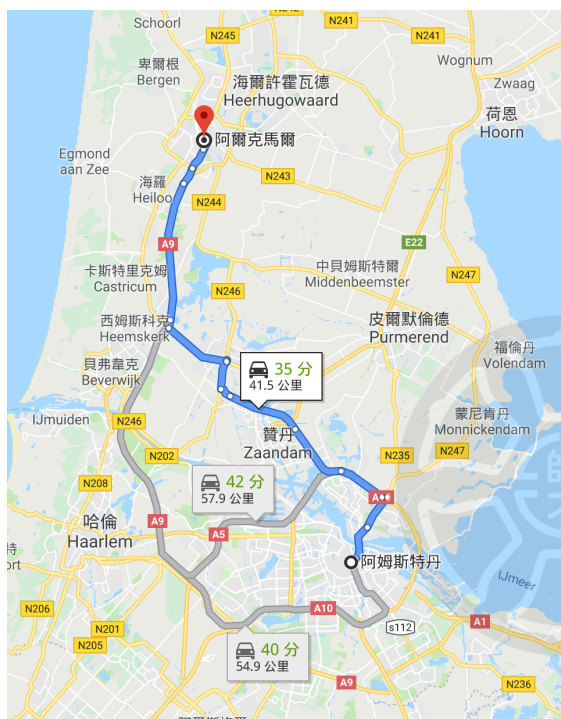 Schoorl
N242
N241
N245
N241
卑爾根
Bergen
Wognum
海爾許霍瓦德
Heerhugowaard
Zwaag
荷恩
Hoorn
阿爾克馬爾
Egmond
aan Zee
海羅
Heiloo
N243
N244
A9
E22
卡斯特里克姆
Castricum
中貝姆斯特爾
Middenbeemster
N247
N246
西姆斯科克
Heemskerk
皮爾默倫德
Purmerend
福倫丹
Volendam
貝弗韋克
Beverwijk
35 分
41.5 公里
IJmuiden
N246
贊丹
Zaandam
蒙尼肯丹
Monnickendam
N202
N235
N247
N208
42 分
57.9 公里
哈倫
Haarlem
A9
A5
特
ort
阿姆斯特丹
IJmeer
N206
A10
A1
N201
s112
N205
40 分
54.9 公里
A9
N236